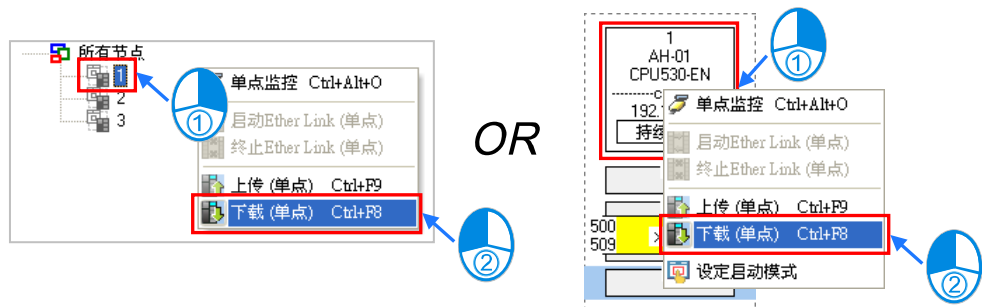 所有节点
1
2
3
单点监控 Ctrl+Alt+O
启动Ether Link (单点)
终止Ether Link (单点)
上传 (单点) Ctrl+F9
下载 (单点) Ctrl+F8
①
②
OR
1
AH-01
CPU530-EN
192.
持续
500
509
单点监控 Ctrl+Alt+O
启动Ether Link (单点)
终止Ether Link (单点)
上传 (单点) Ctrl+F9
下载 (单点) Ctrl+F8
设定启动模式
①
②